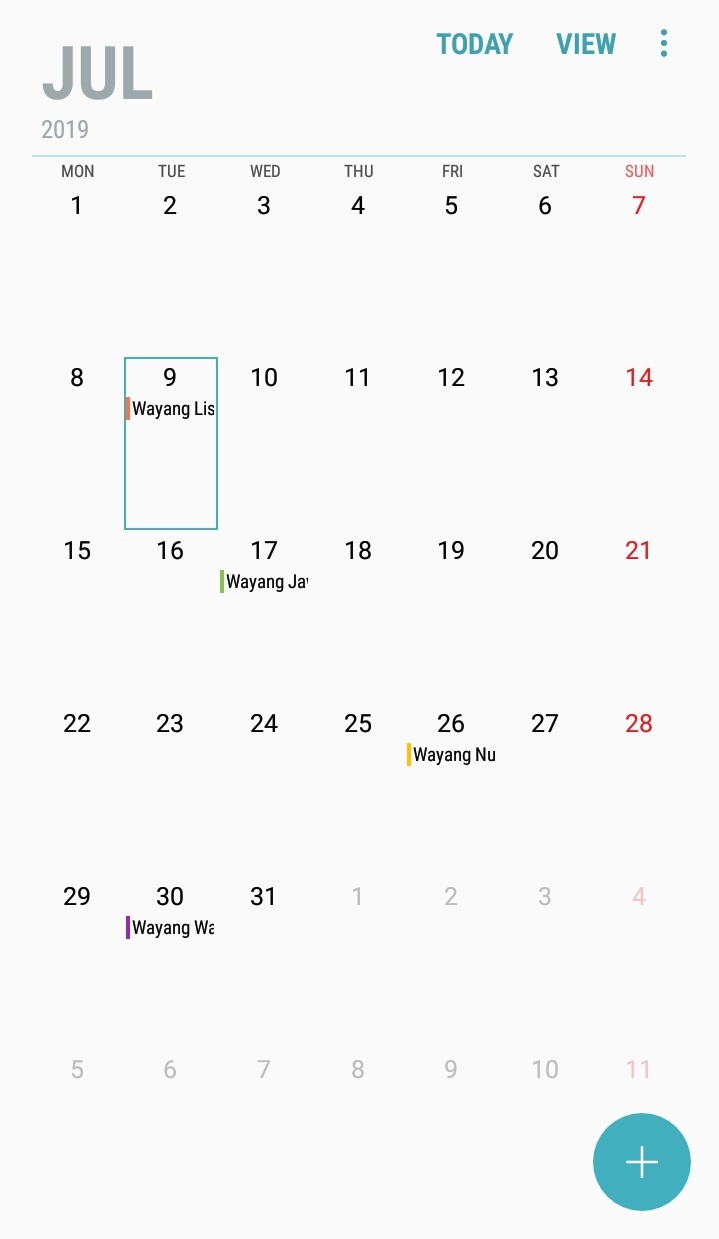 JUL
TODAY VIEW
2019
MON TUE WED THU FRI SAT SUN
1 2 3 4 5 6 7
8 9 10 11 12 13 14
Wayang Lis
15 16 17 18 19 20 21
Wayang Ja
22 23 24 25 26 27 28
Wayang Nu
29 30 31 1 2 3 4
Wayang Wa
5 6 7 8 9 10 11